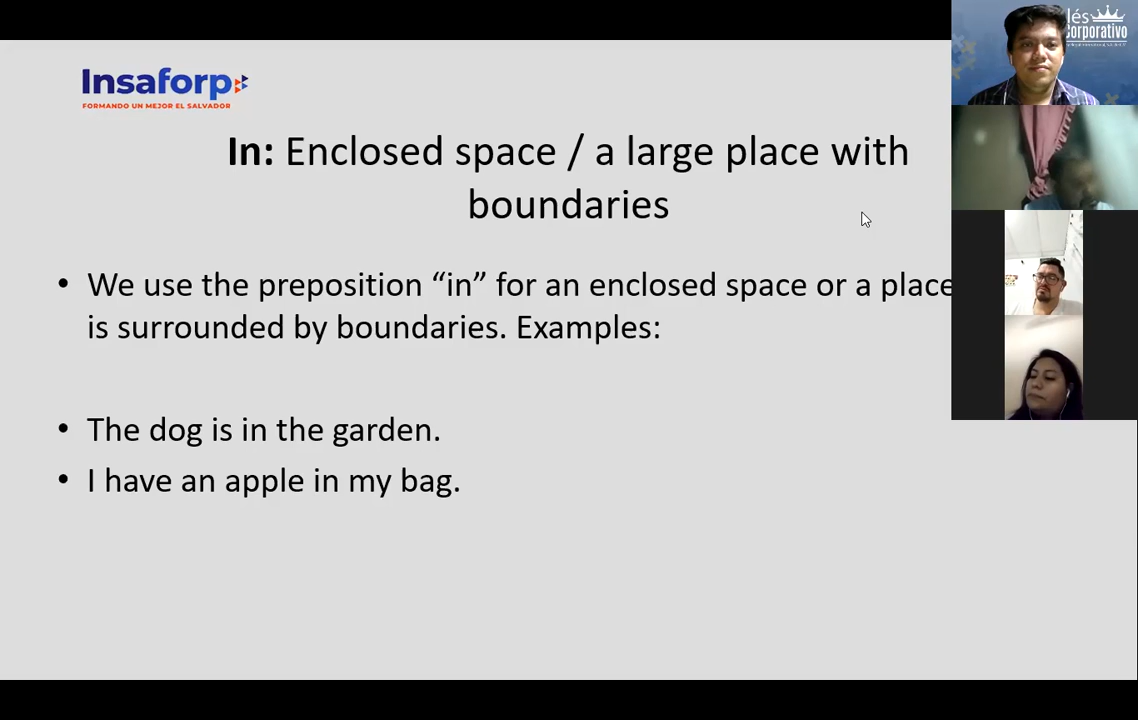 Insaforp
FORMANDO UN MEJOR EL SALVADOR
In: Enclosed space / a large place with
boundaries
• We use the preposition “in” for an enclosed space or a place
is surrounded by boundaries. Examples:
• The dog is in the garden.
• I have an apple in my bag.
lés
corporativo